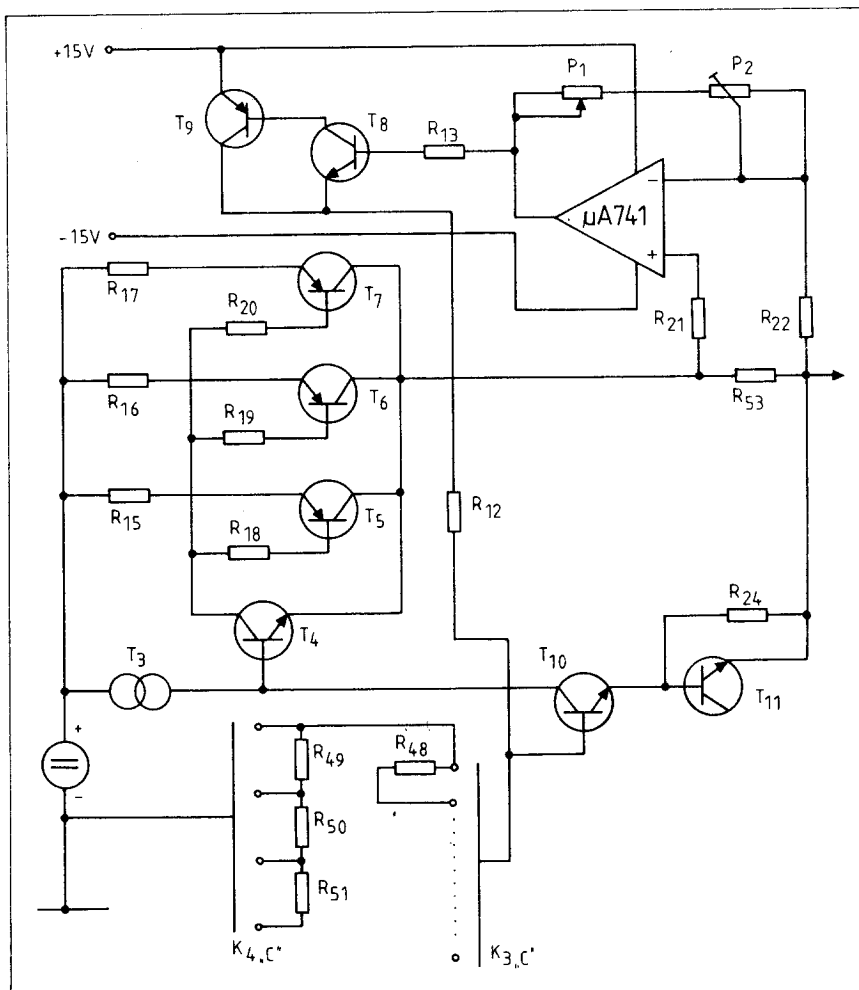 +15V
P1
P2
T9
T8
R13
−
µA741
+
-15V
R17
T7
R20
R21
R22
R16
T6
R19
R53
R15
T5
R18
R12
T4
R24
T3
T10
T11
+
−
R49
R48
R50
R51
K4„C"
K3„C"